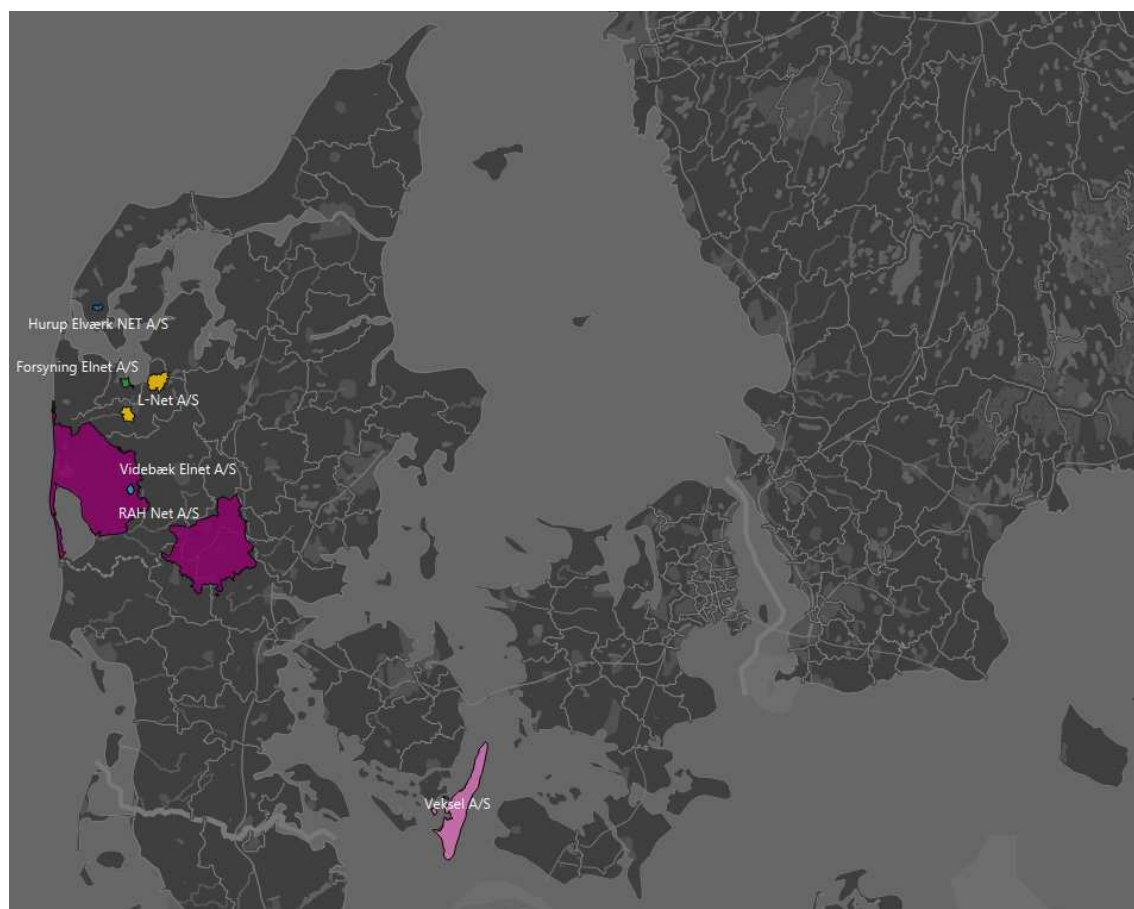 Hurup Elværk NET A/S
Forsyning Elnet A/S
L-Net A/S
Videbæk Elnet A/S
RAH Net A/S
Veksel A/S